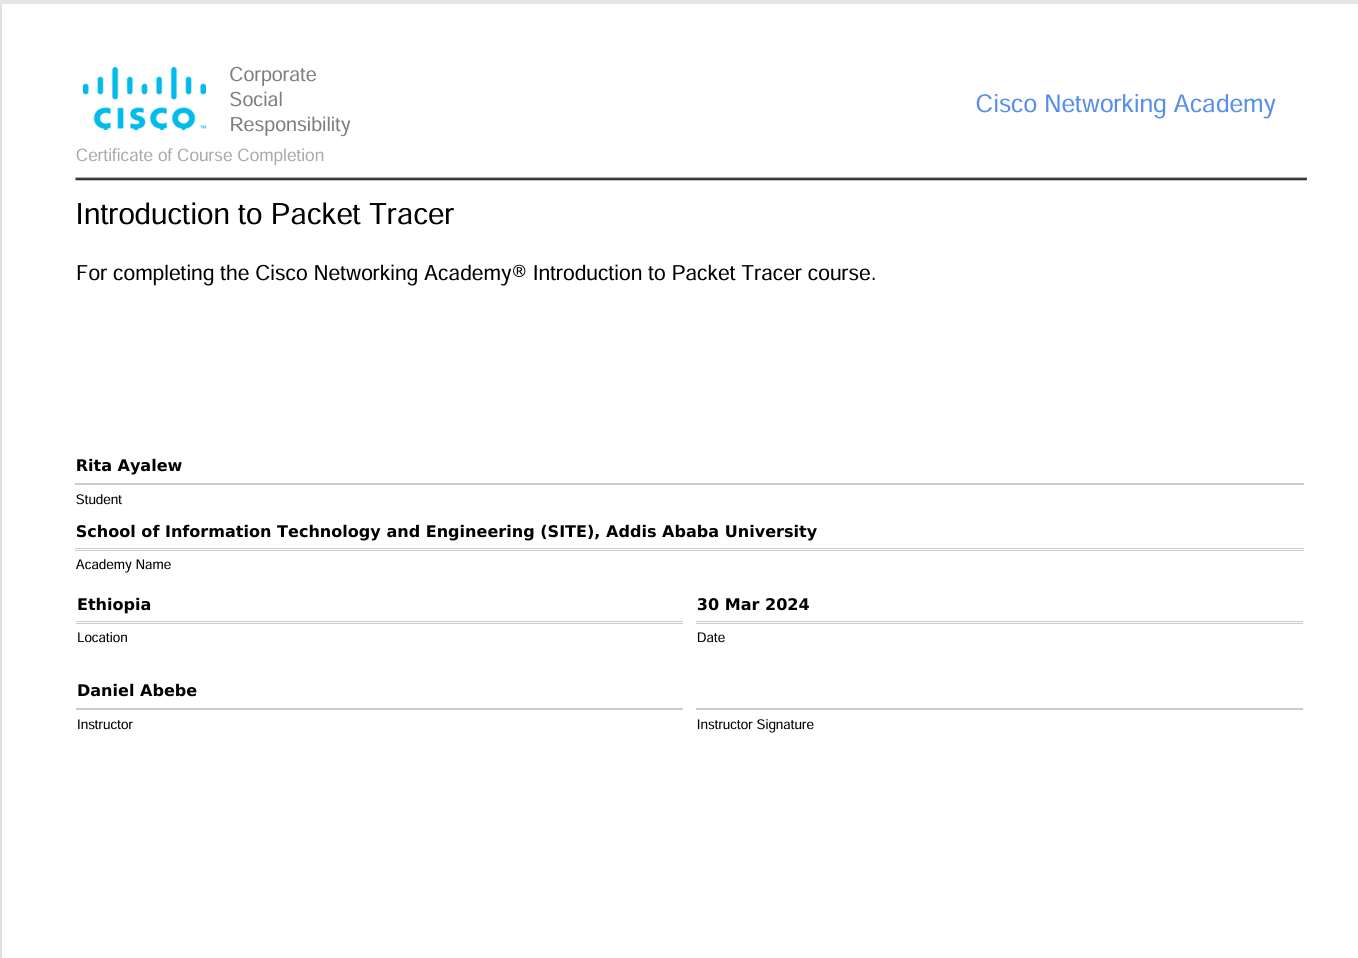 Corporate
Social
Responsibility
CISCO™
Cisco Networking Academy
Certificate of Course Completion
Introduction to Packet Tracer
For completing the Cisco Networking Academy® Introduction to Packet Tracer course.
Rita Ayalew
Student
School of Information Technology and Engineering (SITE), Addis Ababa University
Academy Name
Ethiopia
30 Mar 2024
Location
Date
Daniel Abebe
Instructor
Instructor Signature